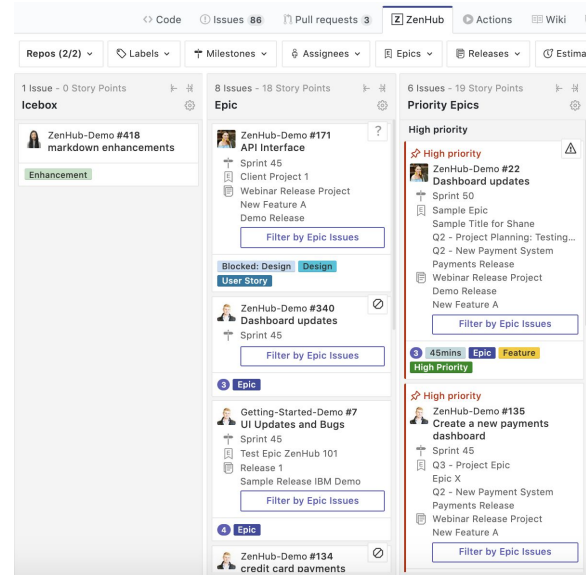 Code
Issues 86
Pull requests 3
Z ZenHub
Actions
Wiki
Repos (2/2)
Labels
Milestones
Assignees
Epics
Releases
Estima
1 Issue - 0 Story Points
Icebox
ZenHub-Demo #418
markdown enhancements
Enhancement
8 Issues - 18 Story Points
Epic
ZenHub-Demo #171
API Interface
?
Sprint 45
E Client Project 1
Webinar Release Project
New Feature A
Demo Release
Filter by Epic Issues
Blocked: Design Design
User Story
ZenHub-Demo #340
Dashboard updates
Sprint 45
Filter by Epic Issues
3 Epic
Getting-Started-Demo #7
UI Updates and Bugs
Sprint 45
E Test Epic ZenHub 101
Release 1
Sample Release IBM Demo
Filter by Epic Issues
4 Epic
ZenHub-Demo #134
credit card payments
6 Issues - 19 Story Points
Priority Epics
High priority
High priority
ZenHub-Demo #22
Dashboard updates
Sprint 50
E Sample Epic
Sample Title for Shane
Q2 - Project Planning: Testing...
Q2 - New Payment System
Payments Release
Webinar Release Project
Demo Release
New Feature A
Filter by Epic Issues
3 45mins Epic Feature
High Priority
High priority
ZenHub-Demo #135
Create a new payments
dashboard
Sprint 45
E Q3 - Project Epic
Epic X
Q2 - New Payment System
Payments Release
Webinar Release Project
New Feature A
Filter by Epic Issues